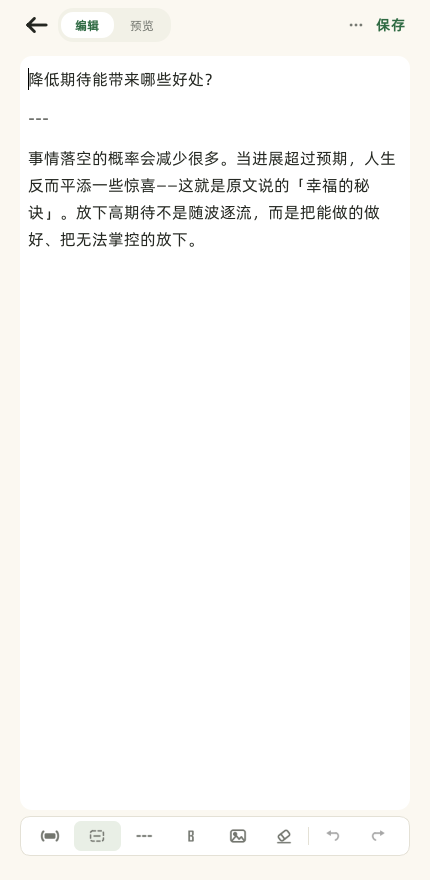 编辑
预览
保存
降低期待能带来哪些好处?
---
事情落空的概率会减少很多。当进展超过预期，人生
反而平添一些惊喜——这就是原文说的「幸福的秘
诀」。放下高期待不是随波逐流，而是把能做的做
好、把无法掌控的放下。
B